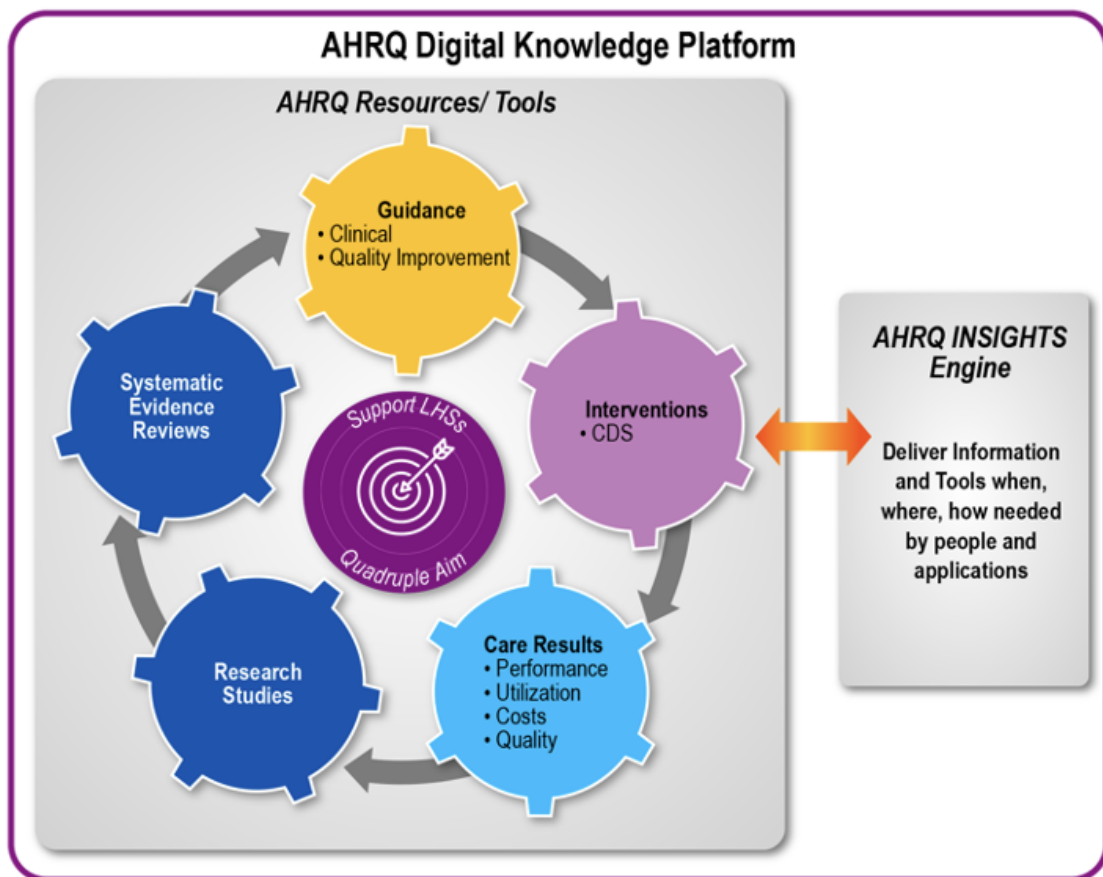 AHRQ Digital Knowledge Platform
AHRQ Resources/ Tools
Guidance
• Clinical
• Quality Improvement
Interventions
• CDS
Care Results
• Performance
• Utilization
• Costs
• Quality
Research
Studies
Systematic
Evidence
Reviews
Support LHSs
Quadruple Aim
AHRQ INSIGHTS
Engine
Deliver Information
and Tools when,
where, how needed
by people and
applications